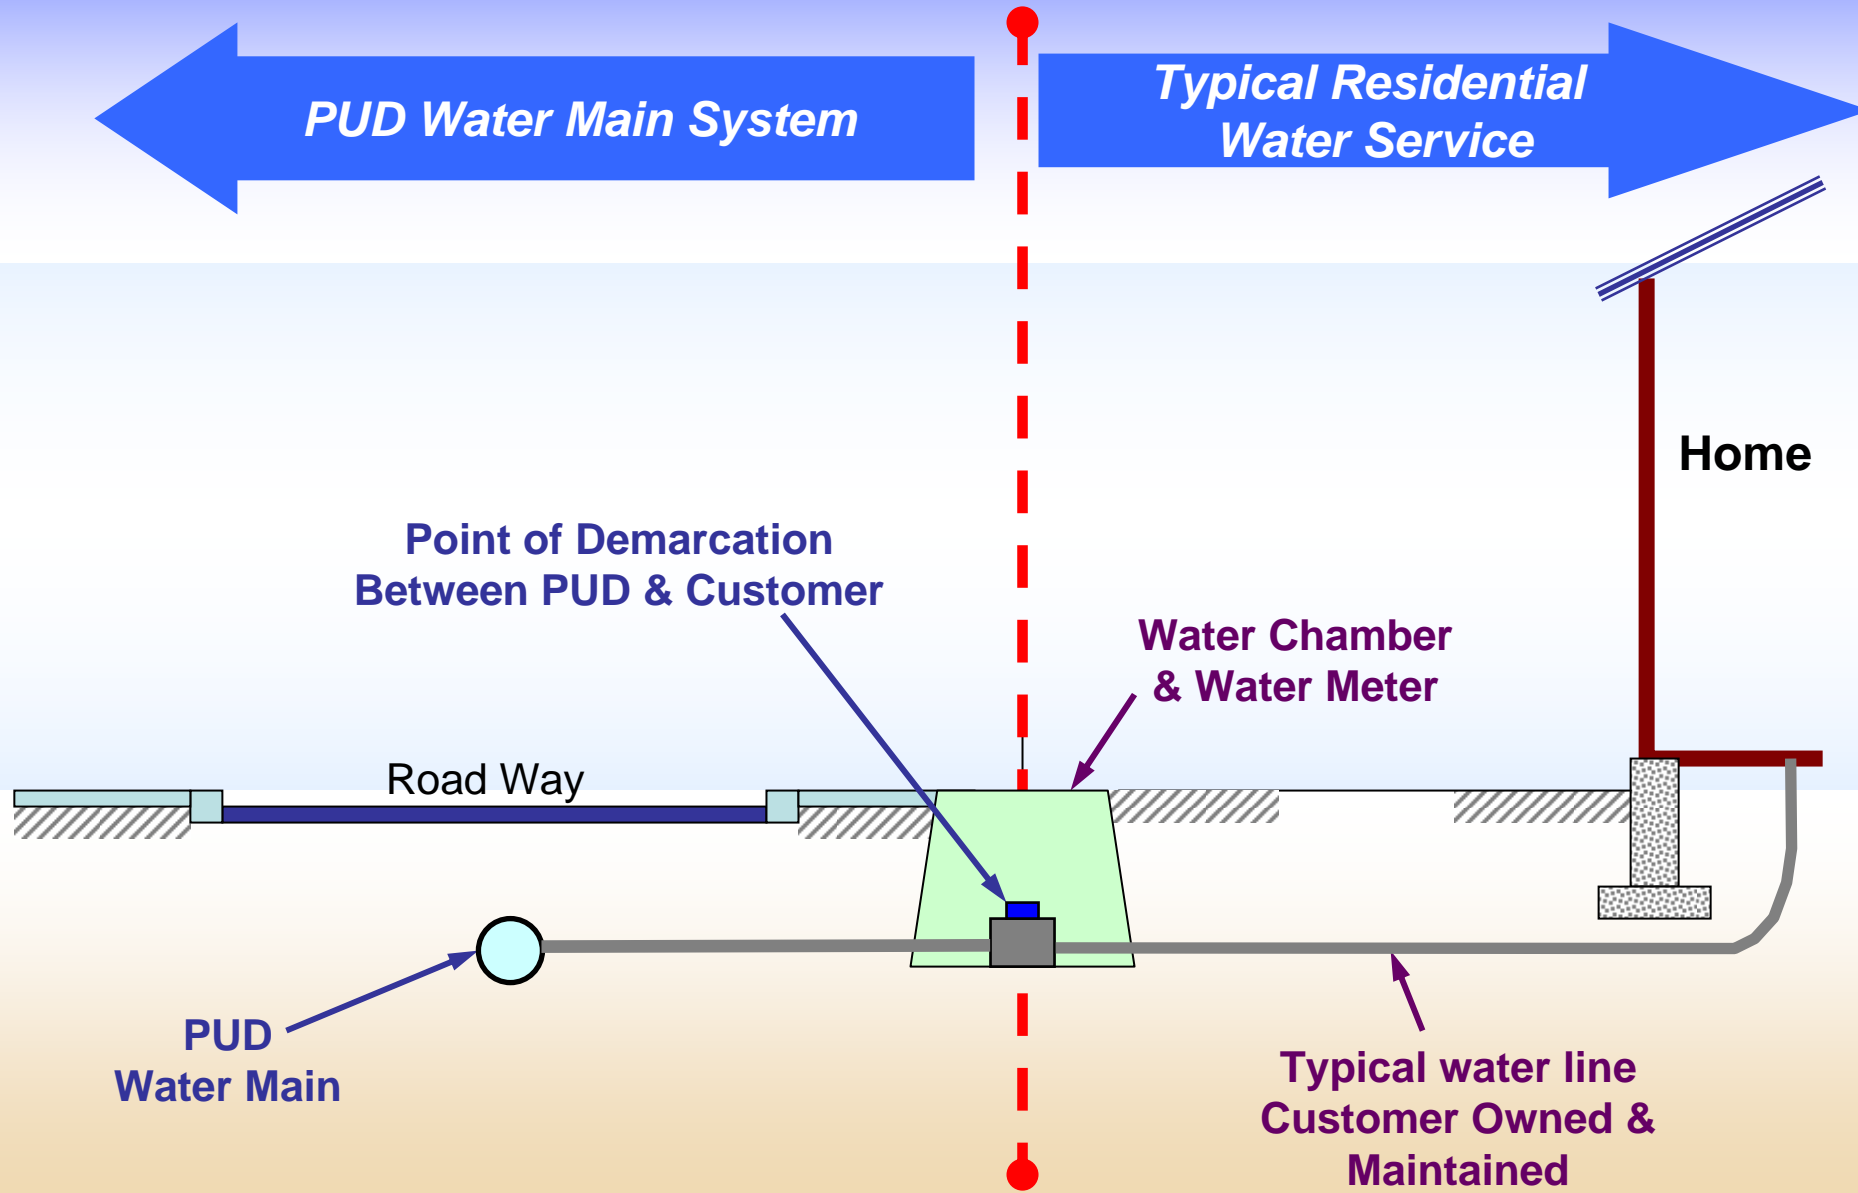 PUD Water Main System
Typical Residential
Water Service
Home
Point of Demarcation
Between PUD & Customer
Water Chamber
& Water Meter
Road Way
PUD
Water Main
Typical water line
Customer Owned &
Maintained